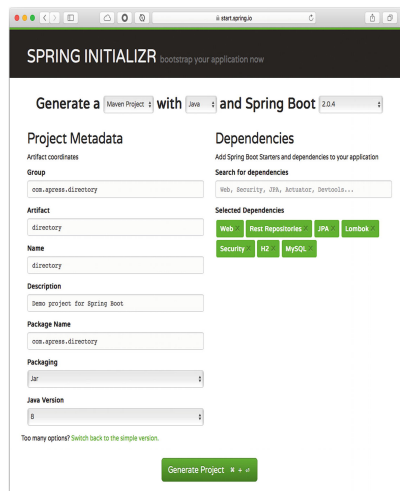 start.spring.io
SPRING INITIALIZR bootstrap your application now
Generate a Maven Project with Java and Spring Boot 2.0.4
Project Metadata
Artifact coordinates
Group
com.apress.directory
Artifact
directory
Name
directory
Description
Demo project for Spring Boot
Package Name
com.apress.directory
Packaging
Jar
Java Version
8
Too many options? Switch back to the simple version.
Dependencies
Add Spring Boot Starters and dependencies to your application
Search for dependencies
Web, Security, JPA, Actuator, Devtools...
Selected Dependencies
Web × Rest Repositories × JPA × Lombok ×
Security × H2 × MySQL ×
Generate Project ⌘ + ⏎